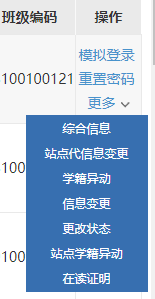 班级编码 操作
模拟登录
100100121 重置密码
更多
综合信息
站点代信息变更
学籍异动
100 信息变更
更改状态
站点学籍异动
100 在读证明